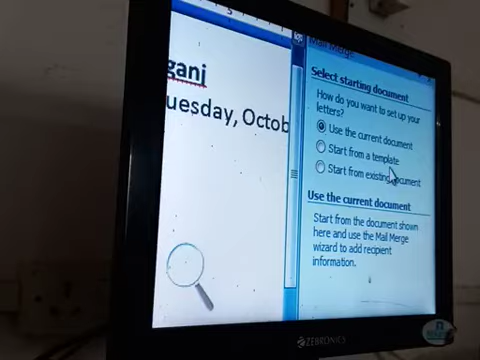 ganj
uesday, Octob
5
Mail Merge
Select starting document
How do you want to set up your
letters?
Use the current document
Start from a template
Start from existing document
Use the current document
Start from the document shown
here and use the Mail Merge
wizard to add recipient
information.
ZEBRONICS